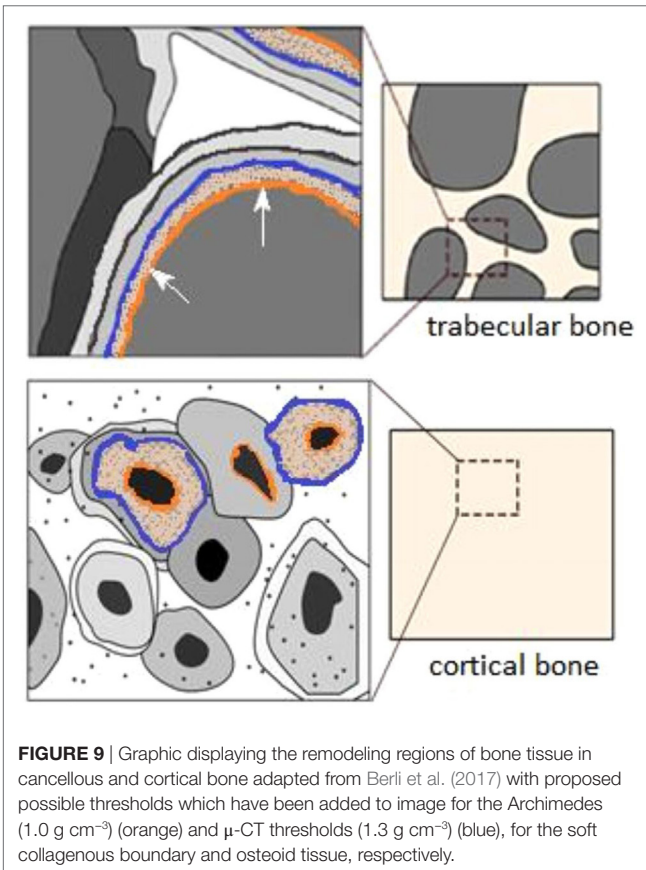 trabecular bone
cortical bone
FIGURE 9 | Graphic displaying the remodeling regions of bone tissue in
cancellous and cortical bone adapted from Berli et al. (2017) with proposed
possible thresholds which have been added to image for the Archimedes
(1.0 g cm⁻³) (orange) and μ-CT thresholds (1.3 g cm⁻³) (blue), for the soft
collagenous boundary and osteoid tissue, respectively.